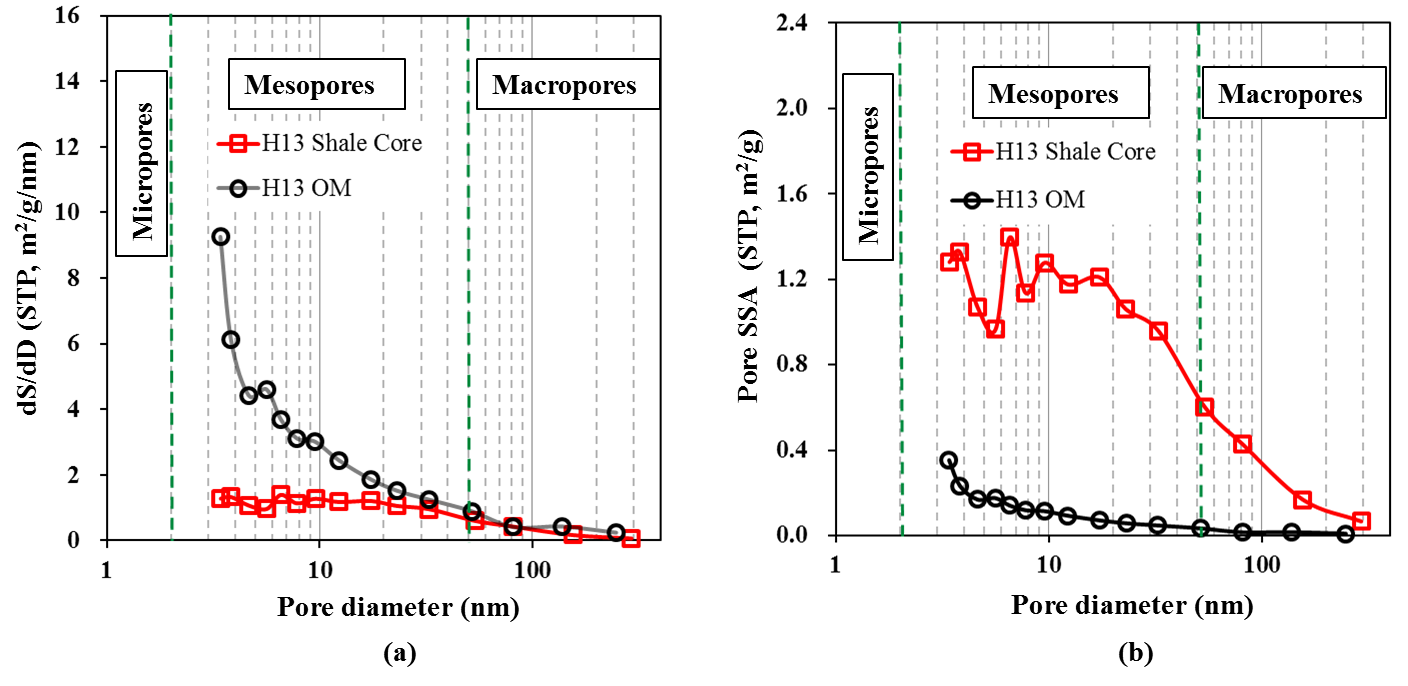 16
14
12
10
8
6
4
2
0
dS/dD (STP, m²/g/nm)
Micropores
Mesopores
Macropores
H13 Shale Core
H13 OM
1
10
100
Pore diameter (nm)
(a)
2.4
2.0
1.6
1.2
0.8
0.4
0.0
Pore SSA (STP, m²/g)
Micropores
Mesopores
Macropores
H13 Shale Core
H13 OM
1
10
100
Pore diameter (nm)
(b)